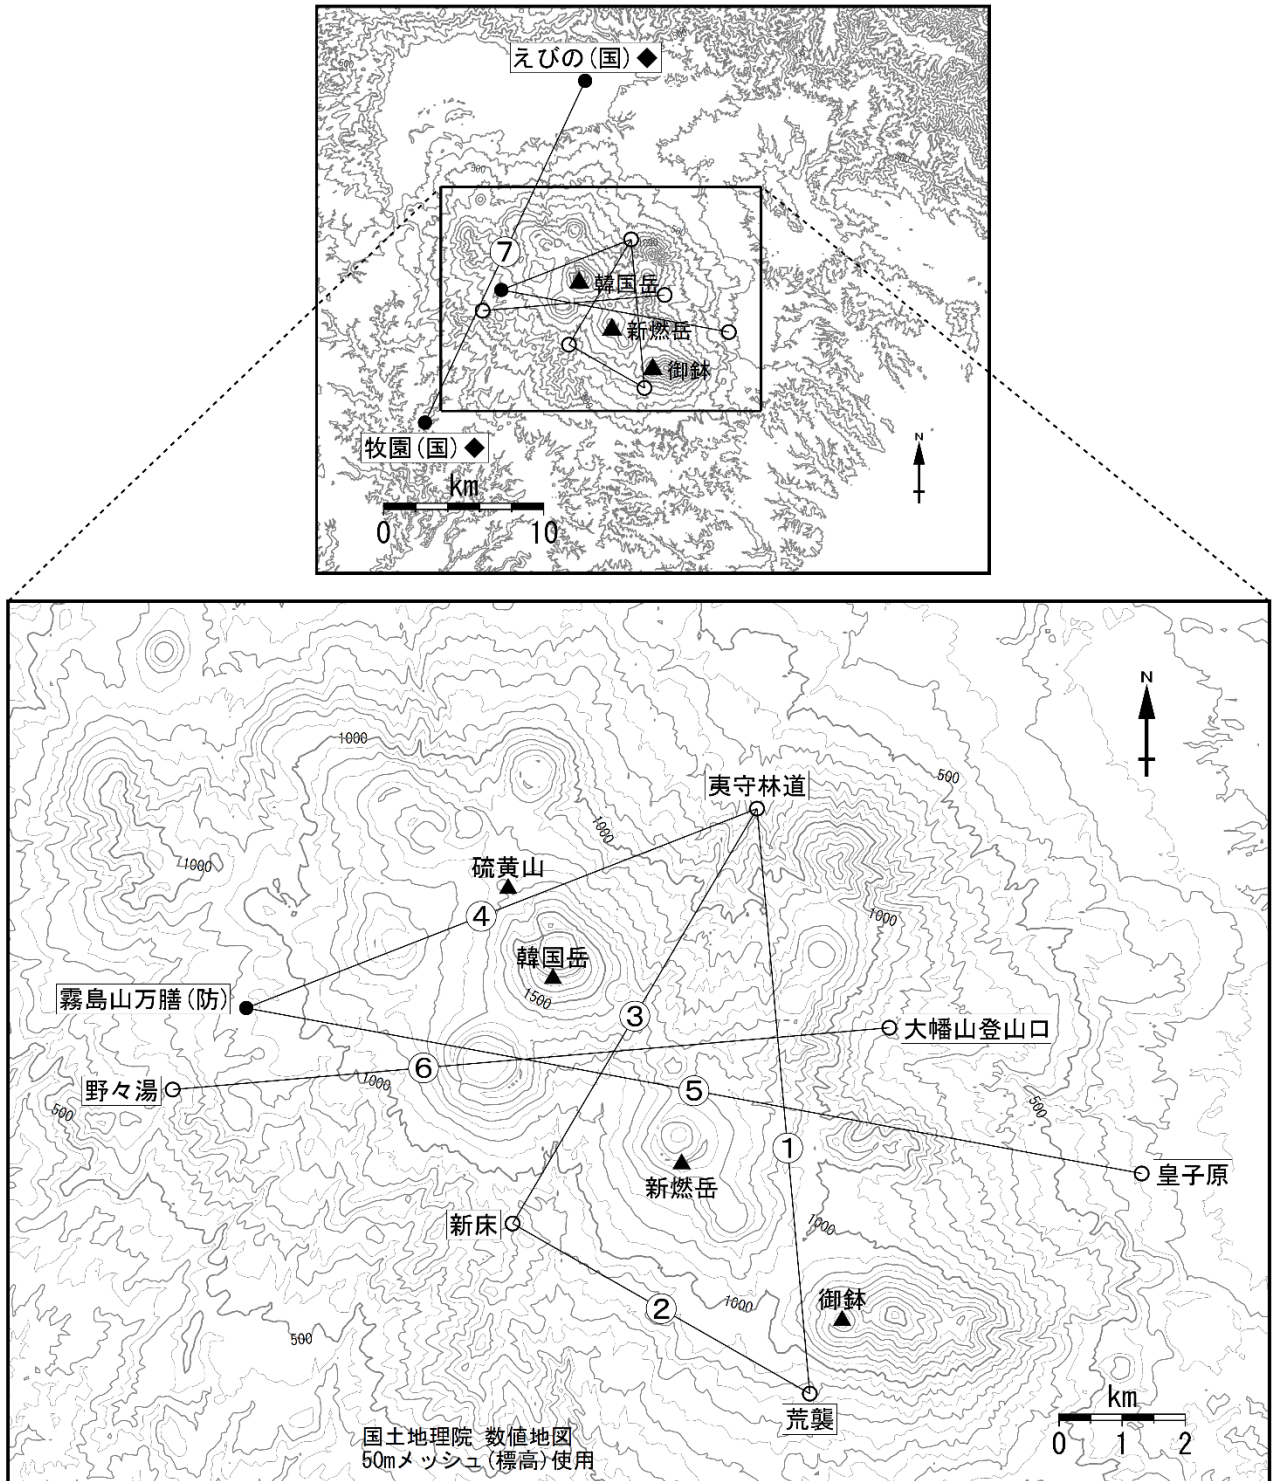 えびの(国)◆
500
500
500
1000
⑦
韓国岳
新燃岳
御鉢
牧園(国)◆
km
0 10
N
N
1000
500
夷守林道
1000
1000
硫黄山
④
1000
韓国岳
霧島山万膳(防)
1500
③
大幡山登山口
⑥
野々湯
1000
⑤
500
500
①
皇子原
新燃岳
新床
1000
②
1000
御鉢
500
荒襲
km
0 1 2
国土地理院 数値地図
50mメッシュ(標高)使用